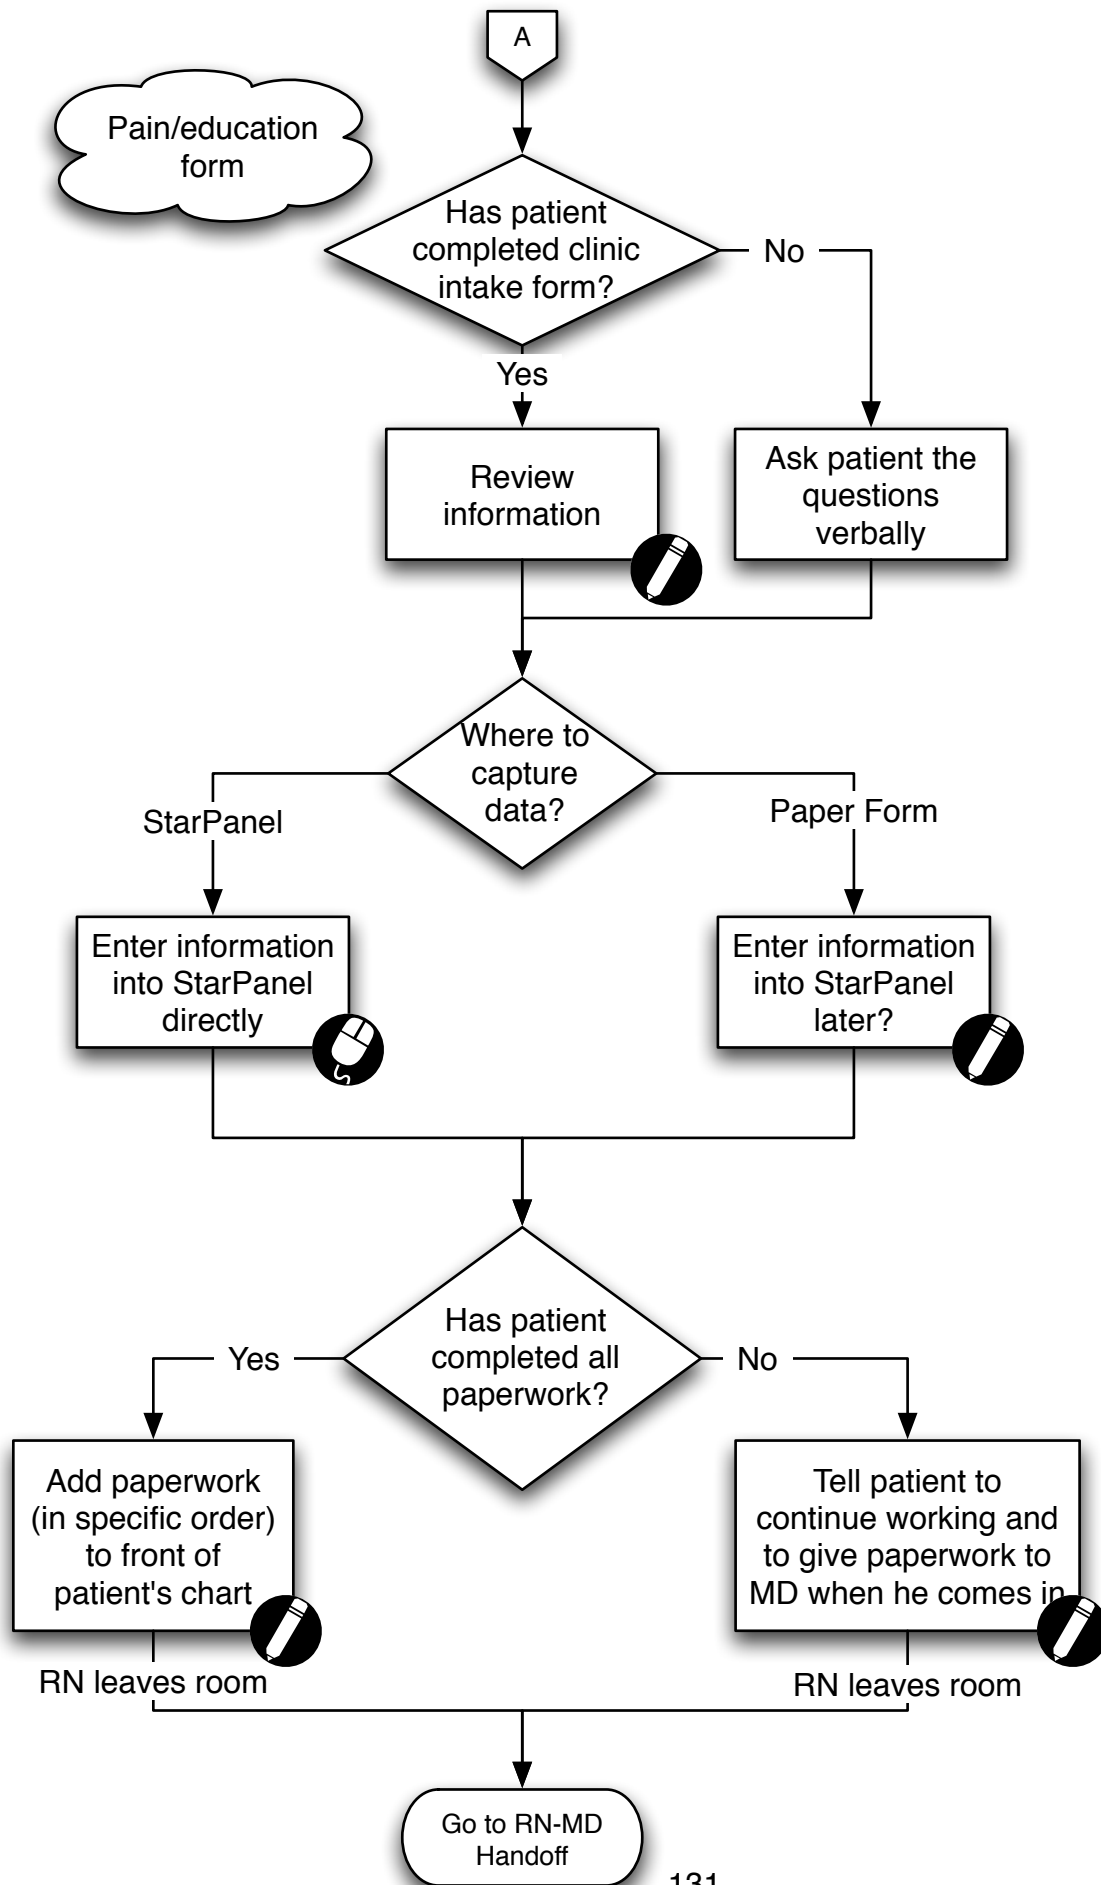 A
Pain/education
form
Has patient
completed clinic
intake form?
No
Yes
Review
information
Ask patient the
questions
verbally
Where to
capture
data?
StarPanel
Paper Form
Enter information
into StarPanel
directly
Enter information
into StarPanel
later?
Has patient
completed all
paperwork?
Yes
No
Add paperwork
(in specific order)
to front of
patient's chart
Tell patient to
continue working and
to give paperwork to
MD when he comes in
RN leaves room
RN leaves room
Go to RN-MD
Handoff
131